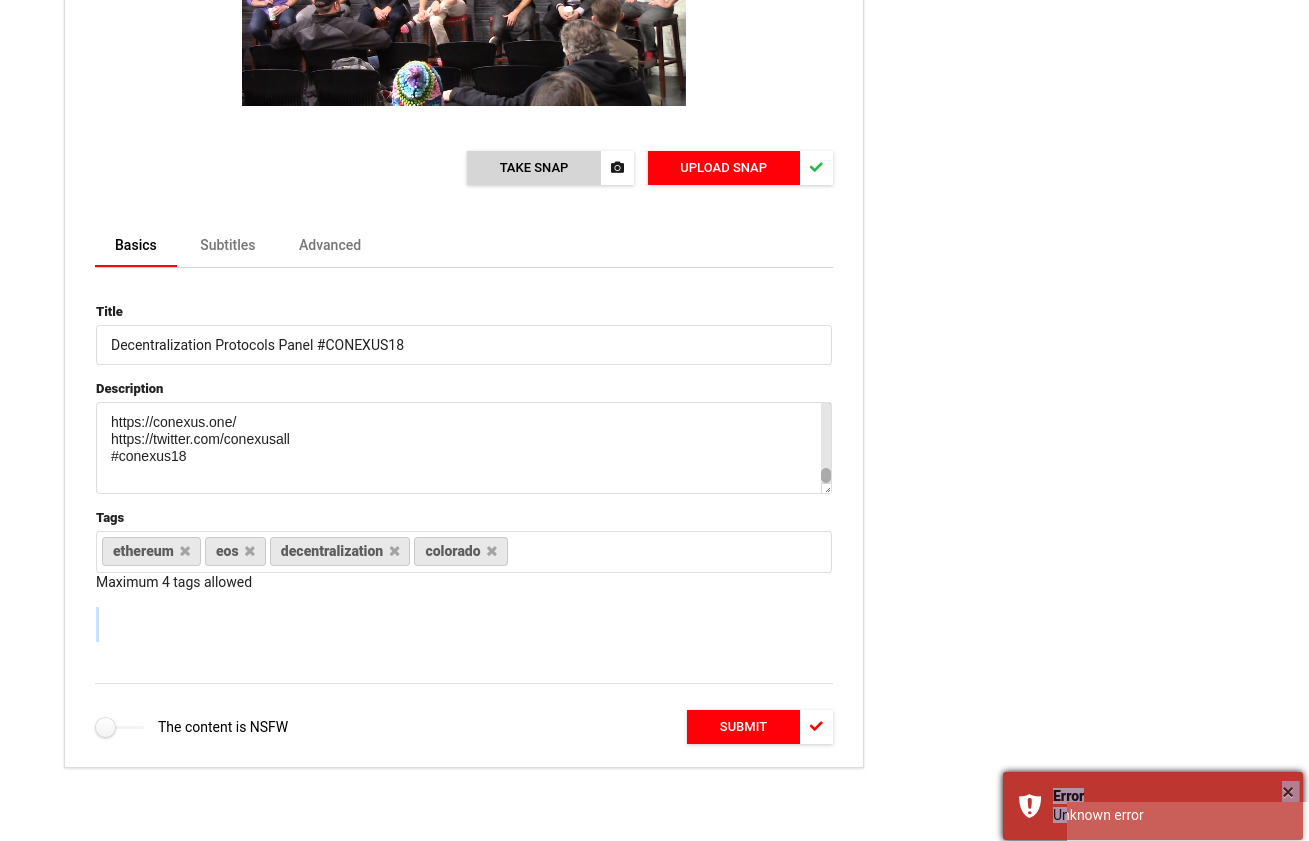 TAKE SNAP
UPLOAD SNAP
Basics
Subtitles
Advanced
Title
Decentralization Protocols Panel #CONEXUS18
Description
https://conexus.one/
https://twitter.com/conexusall
#conexus18
Tags
ethereum
eos
decentralization
colorado
Maximum 4 tags allowed
The content is NSFW
SUBMIT
Error
Unknown error